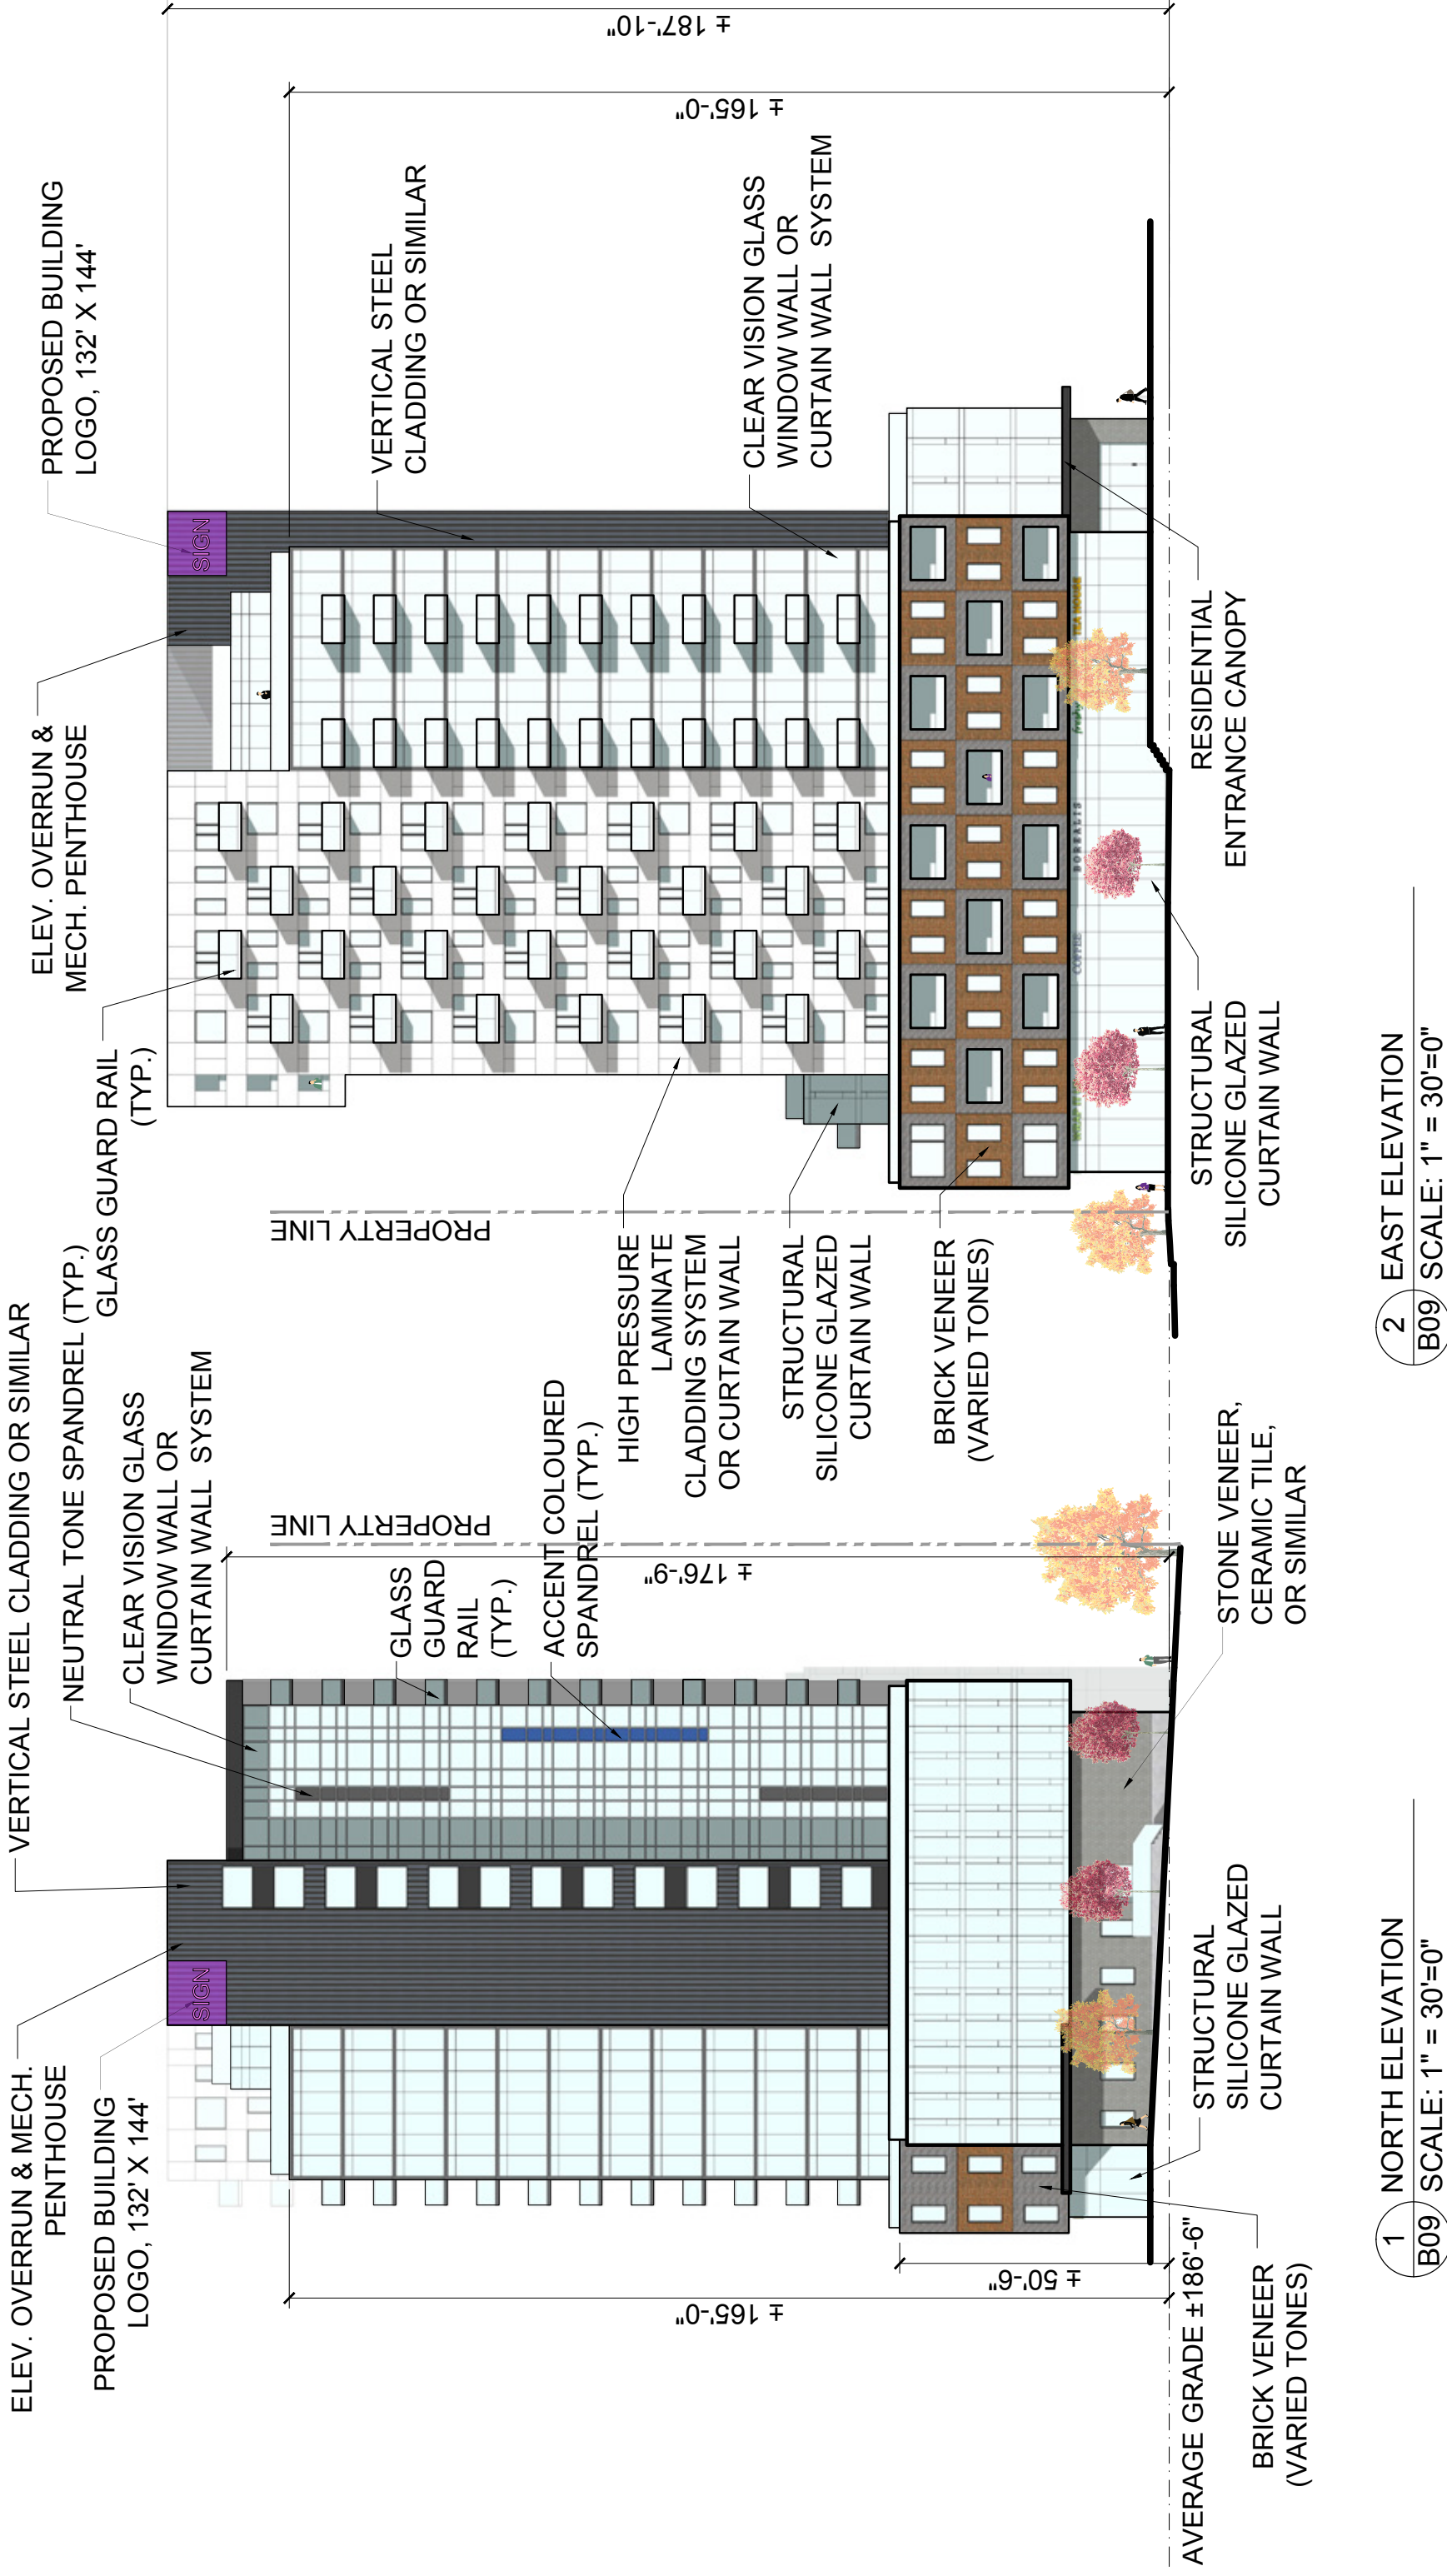 ELEV. OVERRUN & MECH.
PENTHOUSE
PROPOSED BUILDING
LOGO, 132' X 144'
VERTICAL STEEL CLADDING OR SIMILAR
NEUTRAL TONE SPANDREL (TYP.)
CLEAR VISION GLASS
WINDOW WALL OR
CURTAIN WALL SYSTEM
GLASS
GUARD
RAIL
(TYP.)
ACCENT COLOURED
SPANDREL (TYP.)
PROPERTY LINE
SIGN
± 165'-0"
± 50'-6"
± 176'-9"
AVERAGE GRADE ±186'-6"
BRICK VENEER
(VARIED TONES)
STRUCTURAL
SILICONE GLAZED
CURTAIN WALL
STONE VENEER,
CERAMIC TILE,
OR SIMILAR
1
B09
NORTH ELEVATION
SCALE: 1" = 30'=0"
GLASS GUARD RAIL
(TYP.)
ELEV. OVERRUN &
MECH. PENTHOUSE
PROPOSED BUILDING
LOGO, 132' X 144'
SIGN
VERTICAL STEEL
CLADDING OR SIMILAR
CLEAR VISION GLASS
WINDOW WALL OR
CURTAIN WALL SYSTEM
± 165'-0"
± 187'-10"
PROPERTY LINE
HIGH PRESSURE
LAMINATE
CLADDING SYSTEM
OR CURTAIN WALL
STRUCTURAL
SILICONE GLAZED
CURTAIN WALL
BRICK VENEER
(VARIED TONES)
COFFEE
BOREALIS
STRUCTURAL
SILICONE GLAZED
CURTAIN WALL
RESIDENTIAL
ENTRANCE CANOPY
2
B09
EAST ELEVATION
SCALE: 1" = 30'=0"